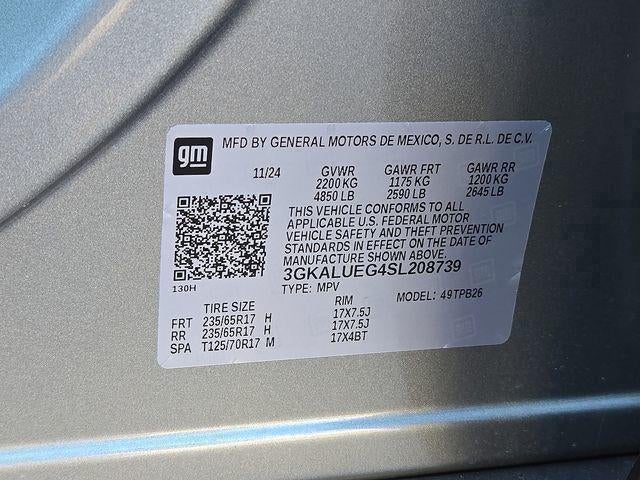 gm MFD BY GENERAL MOTORS DE MEXICO, S. DE R.L. DE C.V.
11/24 GVWR GAWR FRT GAWR RR
2200 KG 1175 KG 1200 KG
4850 LB 2590 LB 2645 LB
THIS VEHICLE CONFORMS TO ALL
APPLICABLE U.S. FEDERAL MOTOR
VEHICLE SAFETY AND THEFT PREVENTION
STANDARDS IN EFFECT ON THE DATE OF
MANUFACTURE SHOWN ABOVE.
3GKALUEG4SL208739
130H
TYPE: MPV
MODEL: 49TPB26
TIRE SIZE RIM
FRT 235/65R17 H 17X7.5J
RR 235/65R17 H 17X7.5J
SPA T125/70R17 M 17X4BT